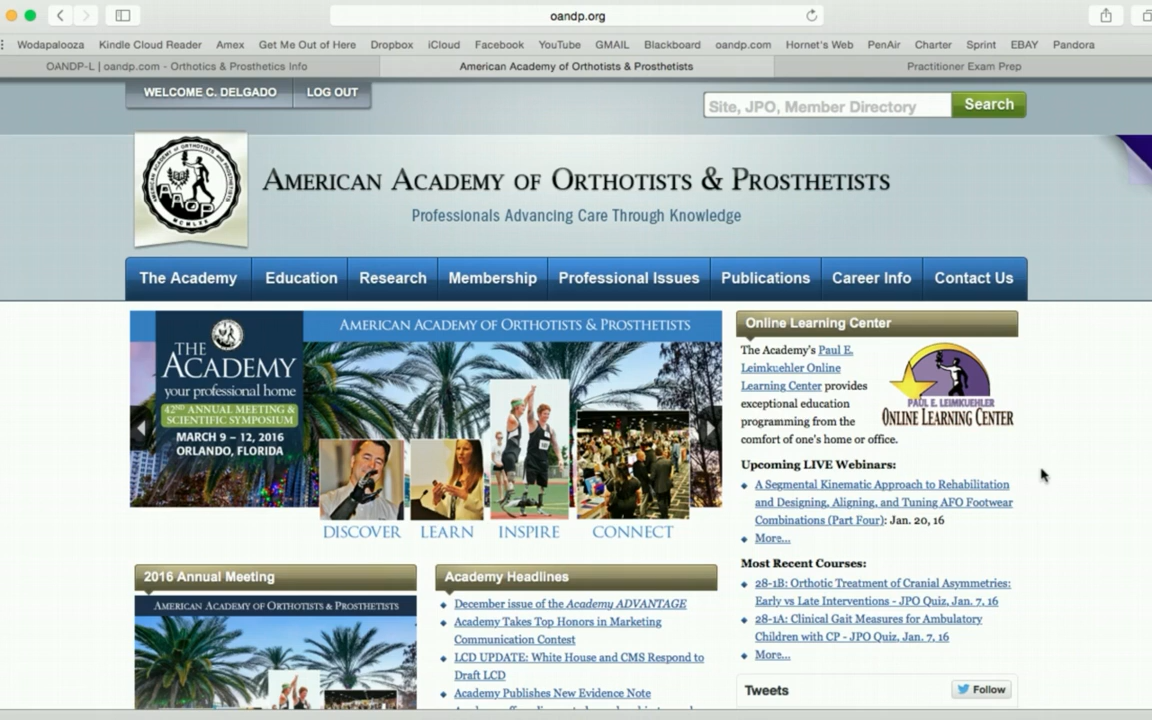 oandp.org
Wodapalooza Kindle Cloud Reader Amex Get Me Out of Here Dropbox iCloud Facebook YouTube GMAIL Blackboard oandp.com Hornet's Web PenAir Charter Sprint EBAY Pandora
OANDP-L | oandp.com - Orthotics & Prosthetics Info American Academy of Orthotists & Prosthetists Practitioner Exam Prep
WELCOME C. DELGADO LOG OUT
Site, JPO, Member Directory Search
AMERICAN ACADEMY OF ORTHOTISTS & PROSTHETISTS
AAOP
Professionals Advancing Care Through Knowledge
The Academy Education Research Membership Professional Issues Publications Career Info Contact Us
AMERICAN ACADEMY OF ORTHOTISTS & PROSTHETISTS
THE
ACADEMY
your professional home
42ND ANNUAL MEETING &
SCIENTIFIC SYMPOSIUM
MARCH 9 – 12, 2016
ORLANDO, FLORIDA
DISCOVER LEARN INSPIRE CONNECT
Online Learning Center
The Academy's Paul E.
Leimkuehler Online
Learning Center provides
exceptional education
programming from the
comfort of one's home or office.
PAUL E. LEIMKUEHLER
ONLINE LEARNING CENTER
Upcoming LIVE Webinars:
A Segmental Kinematic Approach to Rehabilitation
and Designing, Aligning, and Tuning AFO Footwear
Combinations (Part Four): Jan. 20, 16
More...
Most Recent Courses:
28-1B: Orthotic Treatment of Cranial Asymmetries:
Early vs Late Interventions - JPO Quiz, Jan. 7, 16
28-1A: Clinical Gait Measures for Ambulatory
Children with CP - JPO Quiz, Jan. 7, 16
More...
Tweets Follow
2016 Annual Meeting
AMERICAN ACADEMY OF ORTHOTISTS & PROSTHETISTS
Academy Headlines
December issue of the Academy ADVANTAGE
Academy Takes Top Honors in Marketing
Communication Contest
LCD UPDATE: White House and CMS Respond to
Draft LCD
Academy Publishes New Evidence Note